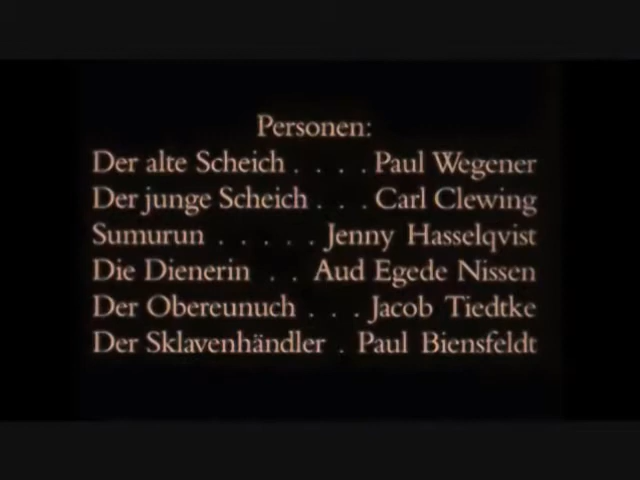 Personen:
Der alte Scheich . . . . Paul Wegener
Der junge Scheich . . . Carl Clewing
Sumurun . . . . . Jenny Hasselqvist
Die Dienerin . . Aud Egede Nissen
Der Obereunuch . . . Jacob Tiedtke
Der Sklavenhändler . Paul Biensfeldt